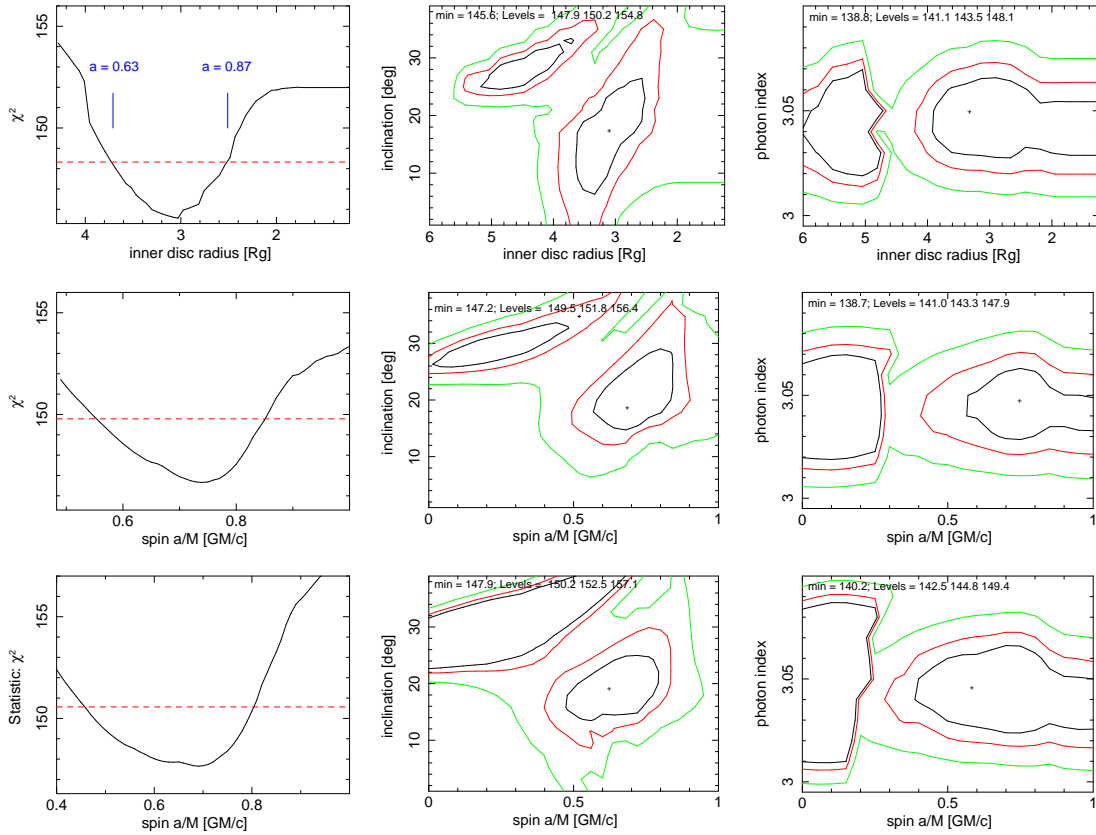 155
150
χ²
a = 0.63
a = 0.87
4
3
2
inner disc radius [Rg]
min = 145.6; Levels = 147.9 150.2 154.8
30
20
10
inclination [deg]
6
5
4
3
2
inner disc radius [Rg]
min = 138.8; Levels = 141.1 143.5 148.1
3.05
3
photon index
6
5
4
3
2
inner disc radius [Rg]
155
150
χ²
0.6
0.8
spin a/M [GM/c]
min = 147.2; Levels = 149.5 151.8 156.4
30
20
10
inclination [deg]
0
0.5
1
spin a/M [GM/c]
min = 138.7; Levels = 141.0 143.3 147.9
3.05
3
photon index
0
0.5
1
spin a/M [GM/c]
155
150
Statistic: χ²
0.4
0.6
0.8
spin a/M [GM/c]
min = 147.9; Levels = 150.2 152.5 157.1
30
20
10
inclination [deg]
0
0.5
1
spin a/M [GM/c]
min = 140.2; Levels = 142.5 144.8 149.4
3.05
3
photon index
0
0.5
1
spin a/M [GM/c]